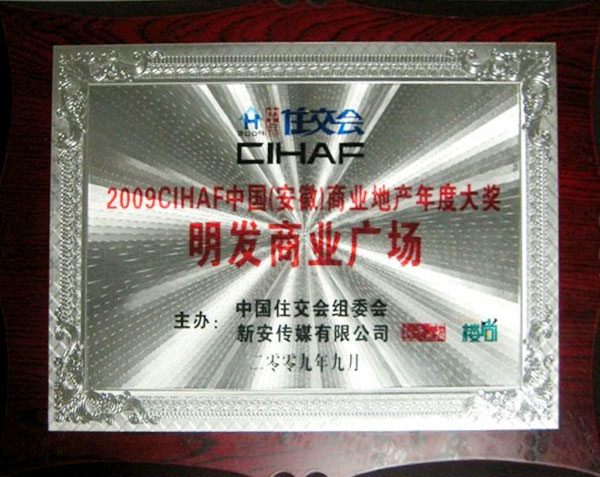 2009 中国 住交会
CIHAF
2009CIHAF中国(安徽)商业地产年度大奖
明发商业广场
主办: 中国住交会组委会
新安传媒有限公司 楼尚
二零零九年九月